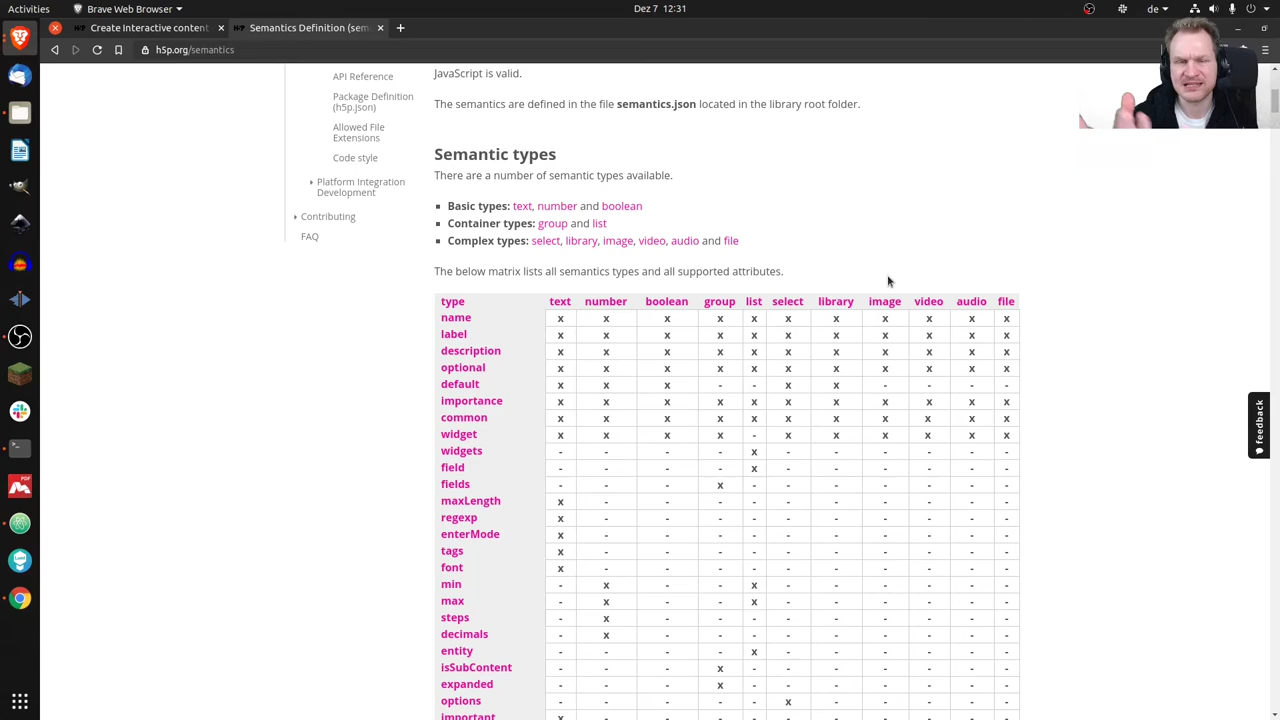 Activities
Brave Web Browser
Dez 7 12:31
Create Interactive content
Semantics Definition (sem
h5p.org/semantics
API Reference
Package Definition
(h5p.json)
Allowed File
Extensions
Code style
Platform Integration
Development
Contributing
FAQ
JavaScript is valid.
The semantics are defined in the file semantics.json located in the library root folder.
Semantic types
There are a number of semantic types available.
Basic types: text, number and boolean
Container types: group and list
Complex types: select, library, image, video, audio and file
The below matrix lists all semantics types and all supported attributes.
type text number boolean group list select library image video audio file
name x x x x x x x x x x x
label x x x x x x x x x x x
description x x x x x x x x x x x
optional x x x x x x x x x x x
default x x x - - x x - - - -
importance x x x x x x x x x x x
common x x x x x x x x x x x
widget x x x x - x x x x x x
widgets - - - - x - - - - - -
field - - - - x - - - - - -
fields - - - x - - - - - - -
maxLength x - - - - - - - - - -
regexp x - - - - - - - - - -
enterMode x - - - - - - - - - -
tags x - - - - - - - - - -
font x - - - - - - - - - -
min - x - - x - - - - - -
max - x - - x - - - - - -
steps - x - - - - - - - - -
decimals - x - - - - - - - - -
entity - - - - x - - - - - -
isSubContent - - - x - - - - - - -
expanded - - - x - - - - - - -
options - - - - - x - - - - -
important x - - - - - - - - - -
feedback
PDF